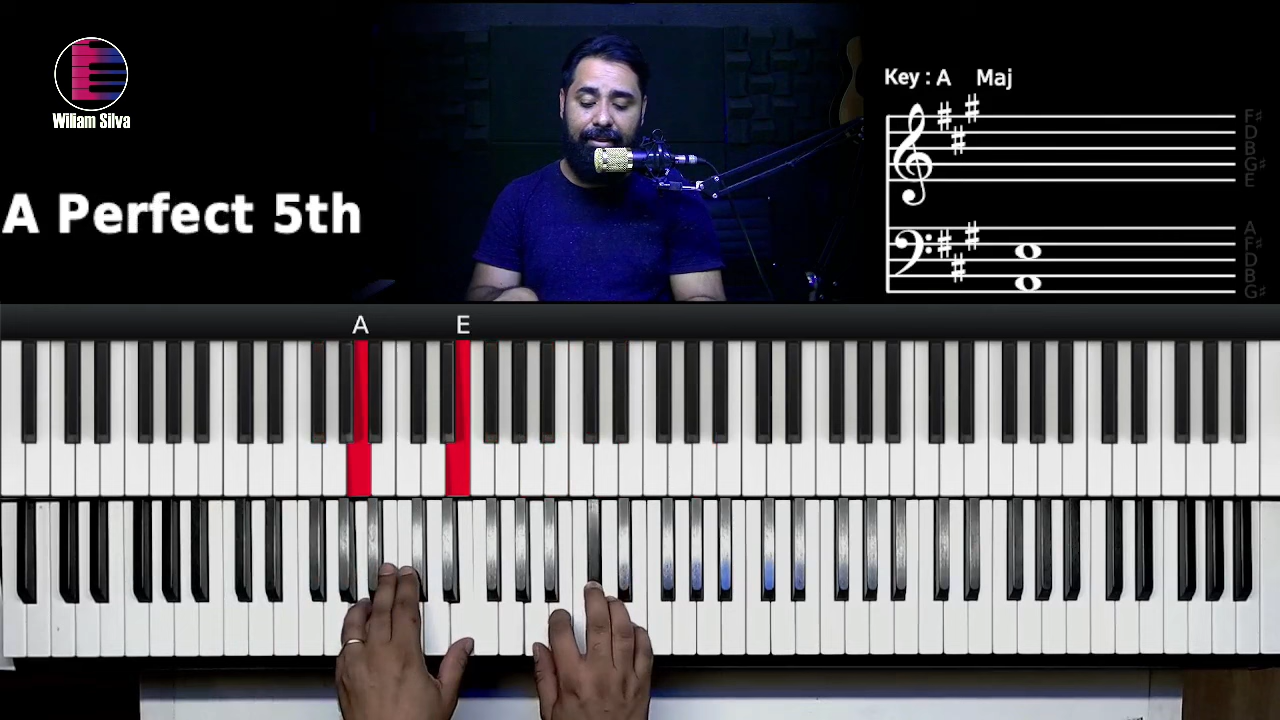 Wiliam Silva
A Perfect 5th
Key : A Maj
F♯
D
B
G♯
E
A
F♯
D
B
G♯
A E